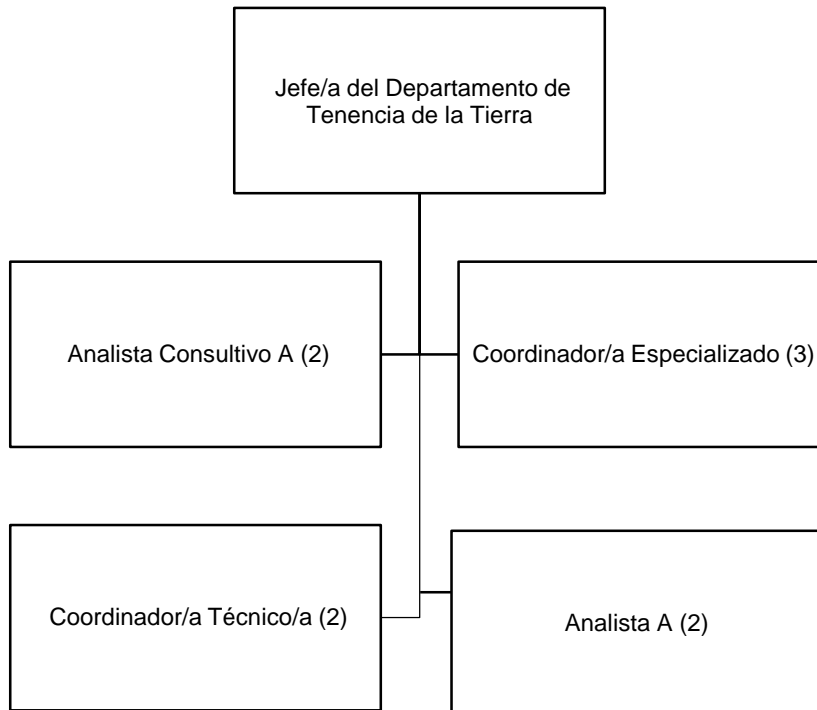 Jefe/a del Departamento de
Tenencia de la Tierra
Analista Consultivo A (2)
Coordinador/a Especializado (3)
Coordinador/a Técnico/a (2)
Analista A (2)